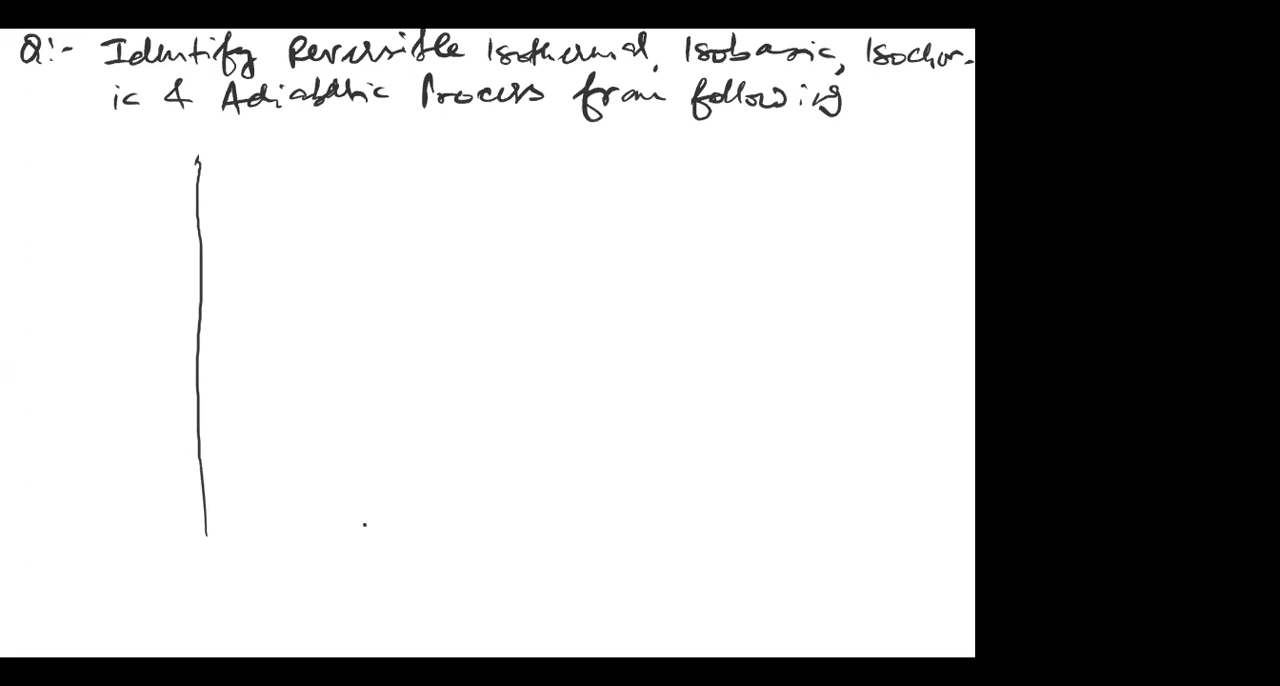 Q:- Identify Reversible Isothermal, Isobaric, Isochor-
ic & Adiabatic Process from following